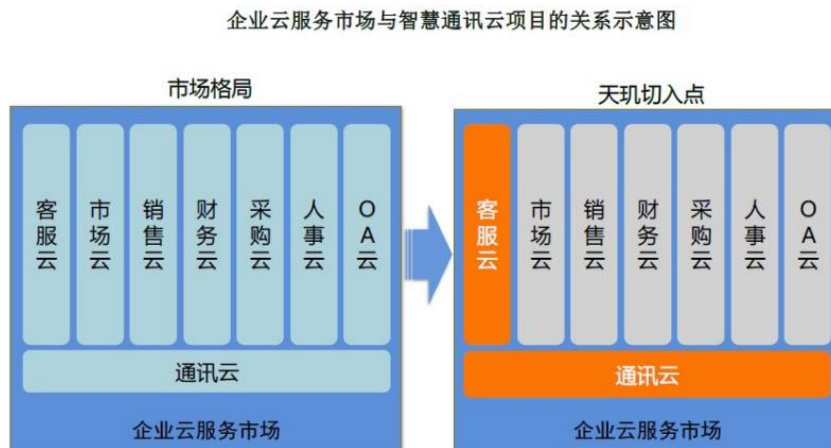 企业云服务市场与智慧通讯云项目的关系示意图
市场格局
客服云
市场云
销售云
财务云
采购云
人事云
OA云
通讯云
企业云服务市场
天玑切入点
客服云
市场云
销售云
财务云
采购云
人事云
OA云
通讯云
企业云服务市场